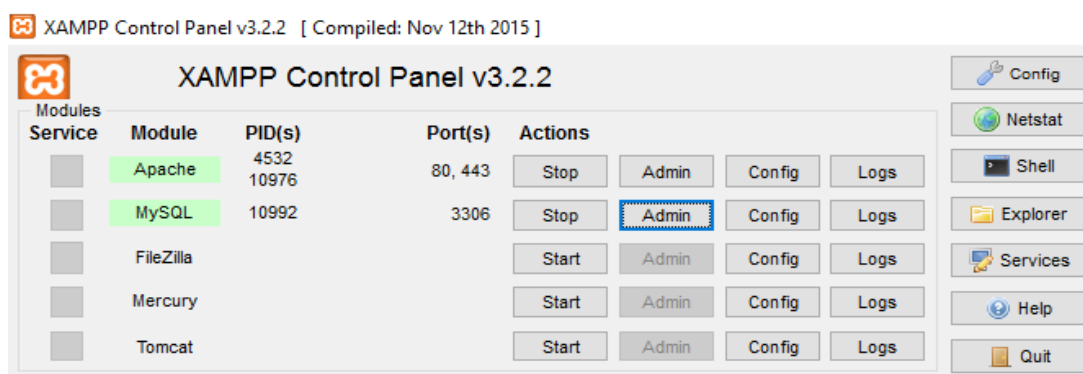 XAMPP Control Panel v3.2.2 [ Compiled: Nov 12th 2015 ]
XAMPP Control Panel v3.2.2
Config
Modules
Service Module PID(s) Port(s) Actions
Netstat
Apache 4532 10976 80, 443 Stop Admin Config Logs
Shell
MySQL 10992 3306 Stop Admin Config Logs
Explorer
FileZilla Start Admin Config Logs
Services
Mercury Start Admin Config Logs
Help
Tomcat Start Admin Config Logs
Quit